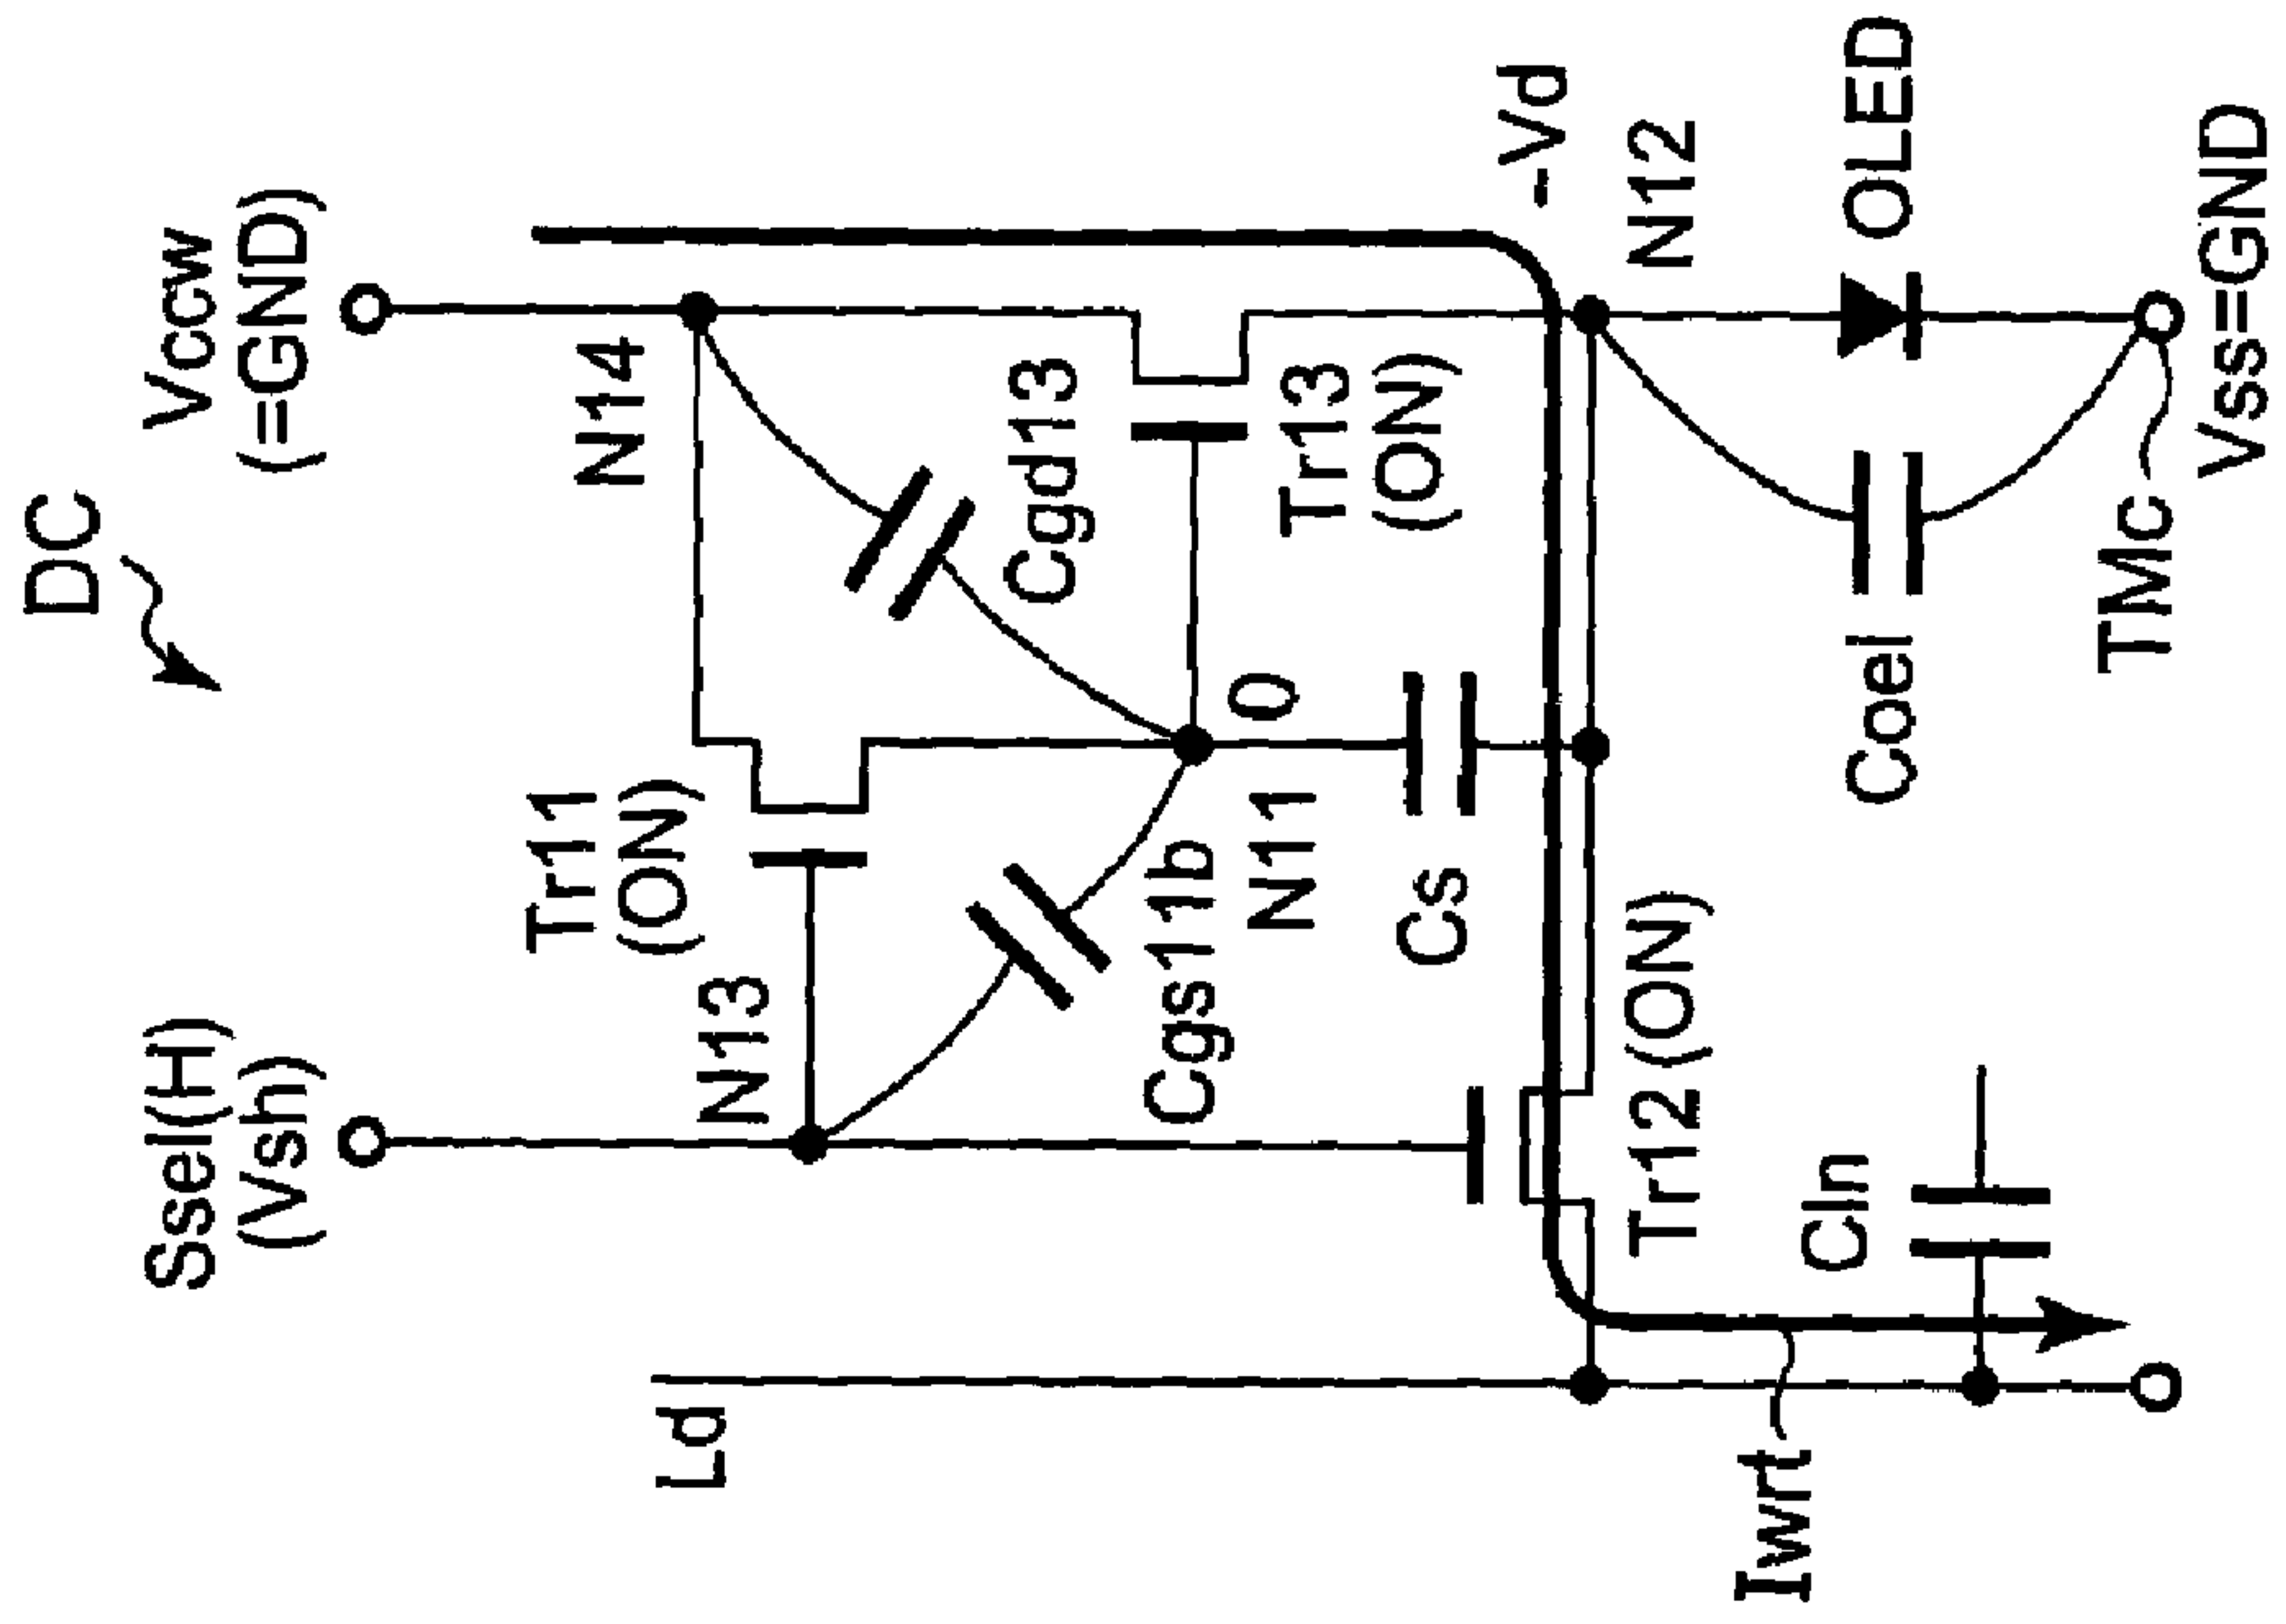 DC
Ssel(H)
(Vsh)
Vccw
(=GND)
Ld
N13
Tr11
(ON)
N14
Cgs11b
Cgd13
N11
0
Tr13
(ON)
Cs
-Vd
N12
Tr12(ON)
Iwrt
Cln
Coel
OLED
TMc
Vss=GND